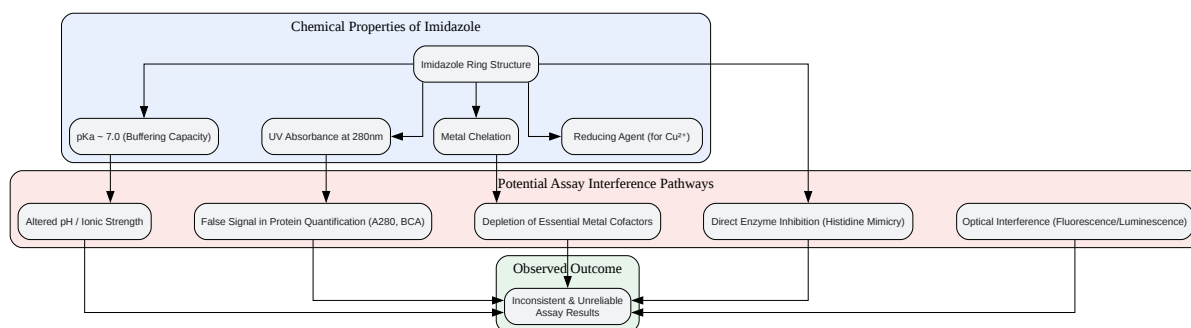 Chemical Properties of Imidazole
Imidazole Ring Structure
pKa ~ 7.0 (Buffering Capacity)
UV Absorbance at 280nm
Metal Chelation
Reducing Agent (for Cu²⁺)
Potential Assay Interference Pathways
Altered pH / Ionic Strength
False Signal in Protein Quantification (A280, BCA)
Depletion of Essential Metal Cofactors
Direct Enzyme Inhibition (Histidine Mimicry)
Optical Interference (Fluorescence/Luminescence)
Observed Outcome
Inconsistent & Unreliable
Assay Results